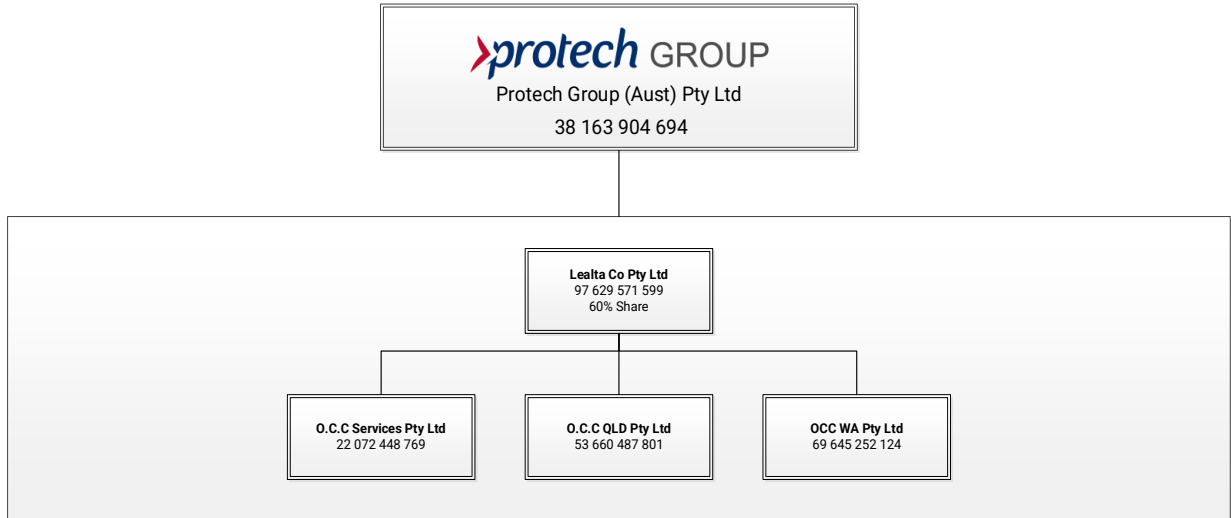 protech GROUP
Protech Group (Aust) Pty Ltd
38 163 904 694
Lealta Co Pty Ltd
97 629 571 599
60% Share
O.C.C Services Pty Ltd
22 072 448 769
O.C.C QLD Pty Ltd
53 660 487 801
OCC WA Pty Ltd
69 645 252 124